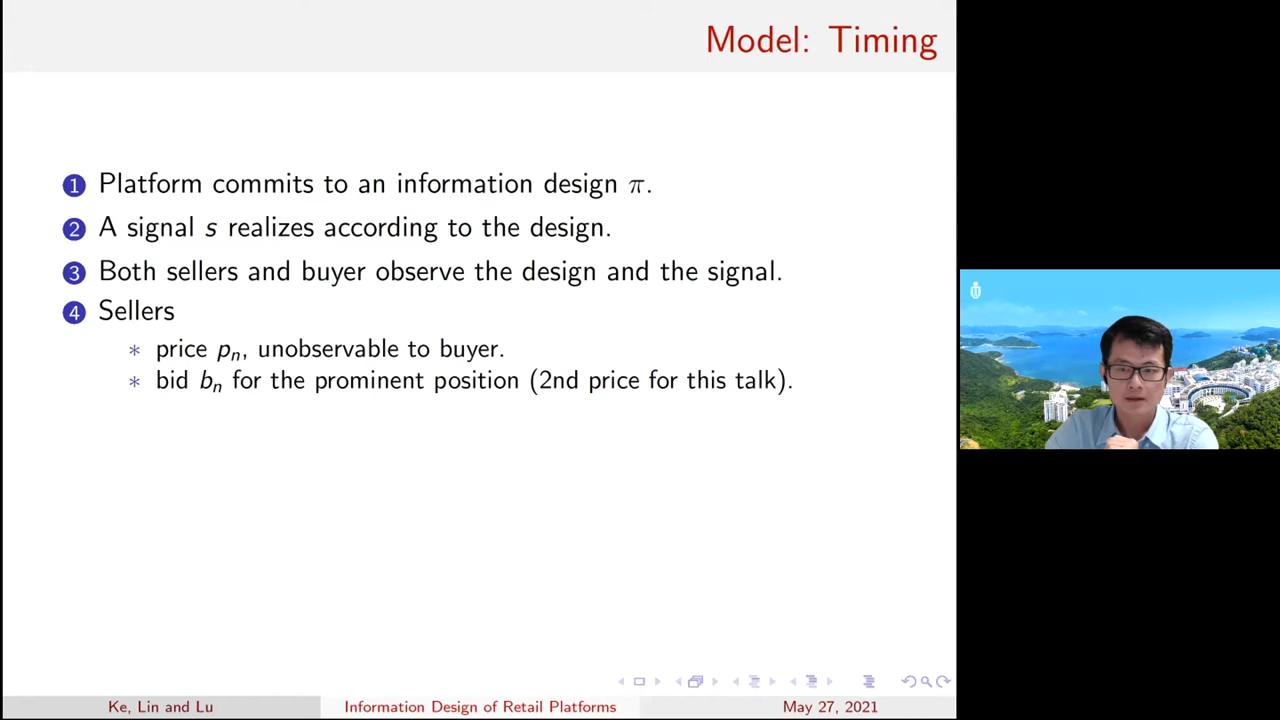 Model: Timing
1 Platform commits to an information design π.
2 A signal s realizes according to the design.
3 Both sellers and buyer observe the design and the signal.
4 Sellers
* price pₙ, unobservable to buyer.
* bid bₙ for the prominent position (2nd price for this talk).
Ke, Lin and Lu
Information Design of Retail Platforms
May 27, 2021